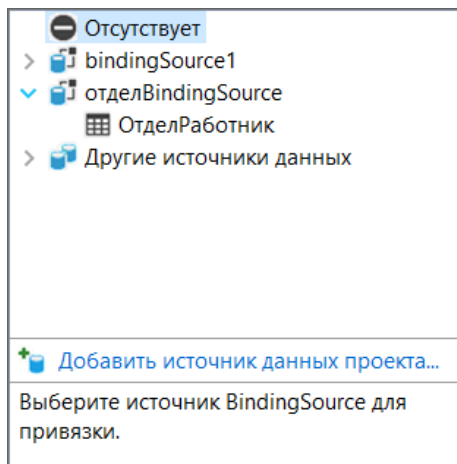 Отсутствует
bindingSource1
отделBindingSource
ОтделРаботник
Другие источники данных
Добавить источник данных проекта...
Выберите источник BindingSource для
привязки.